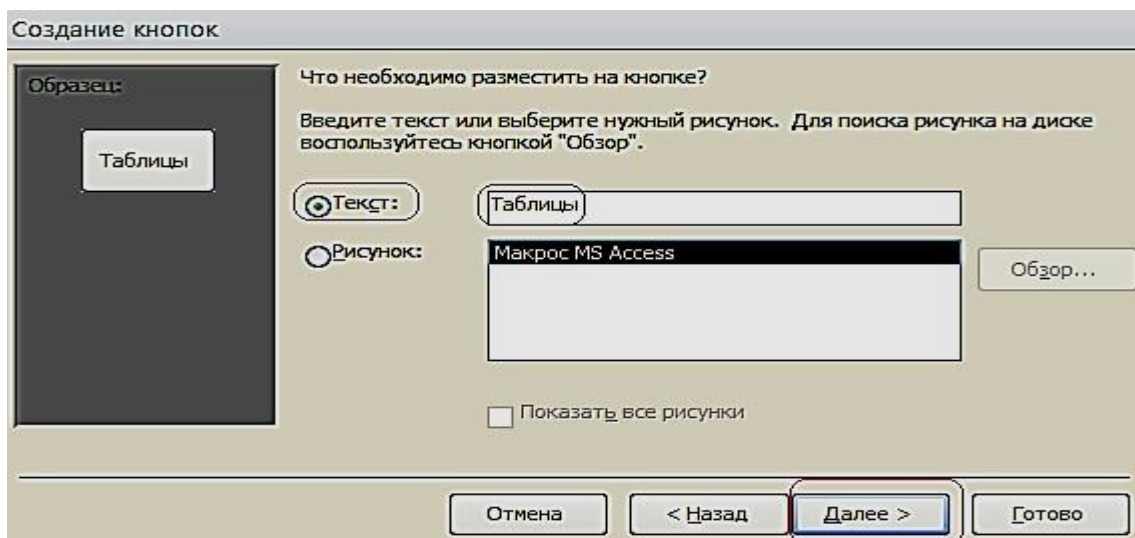 Создание кнопок
Образец:
Таблицы
Что необходимо разместить на кнопке?
Введите текст или выберите нужный рисунок. Для поиска рисунка на диске
воспользуйтесь кнопкой "Обзор".
Текст:
Таблицы
Рисунок:
Макрос MS Access
Обзор...
Показать все рисунки
Отмена
< Назад
Далее >
Готово